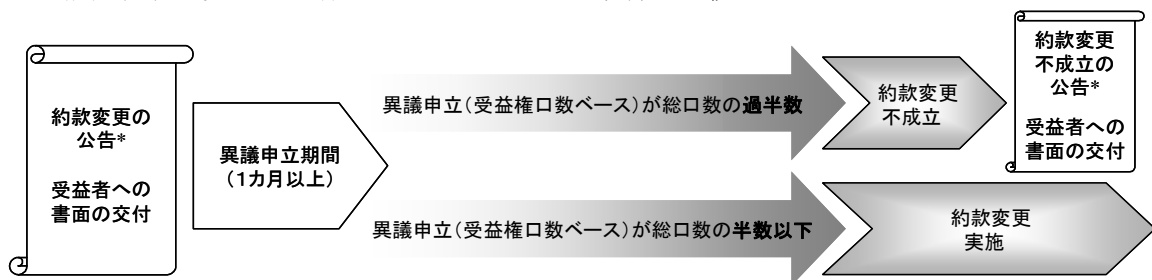 約款変更の
公告*
受益者への
書面の交付
異議申立期間
（1カ月以上）
異議申立（受益権口数ベース）が総口数の過半数
約款変更
不成立
約款変更
不成立の
公告*
受益者への
書面の交付
異議申立（受益権口数ベース）が総口数の半数以下
約款変更
実施